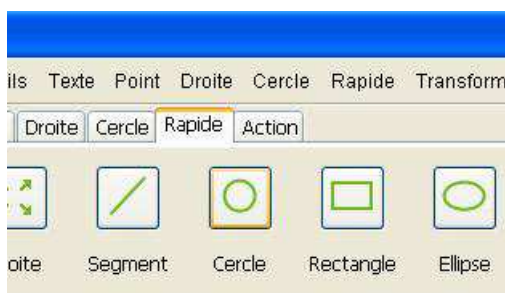 ils Texte Point Droite Cercle Rapide Transform
Droite Cercle Rapide Action
oite Segment Cercle Rectangle Ellipse